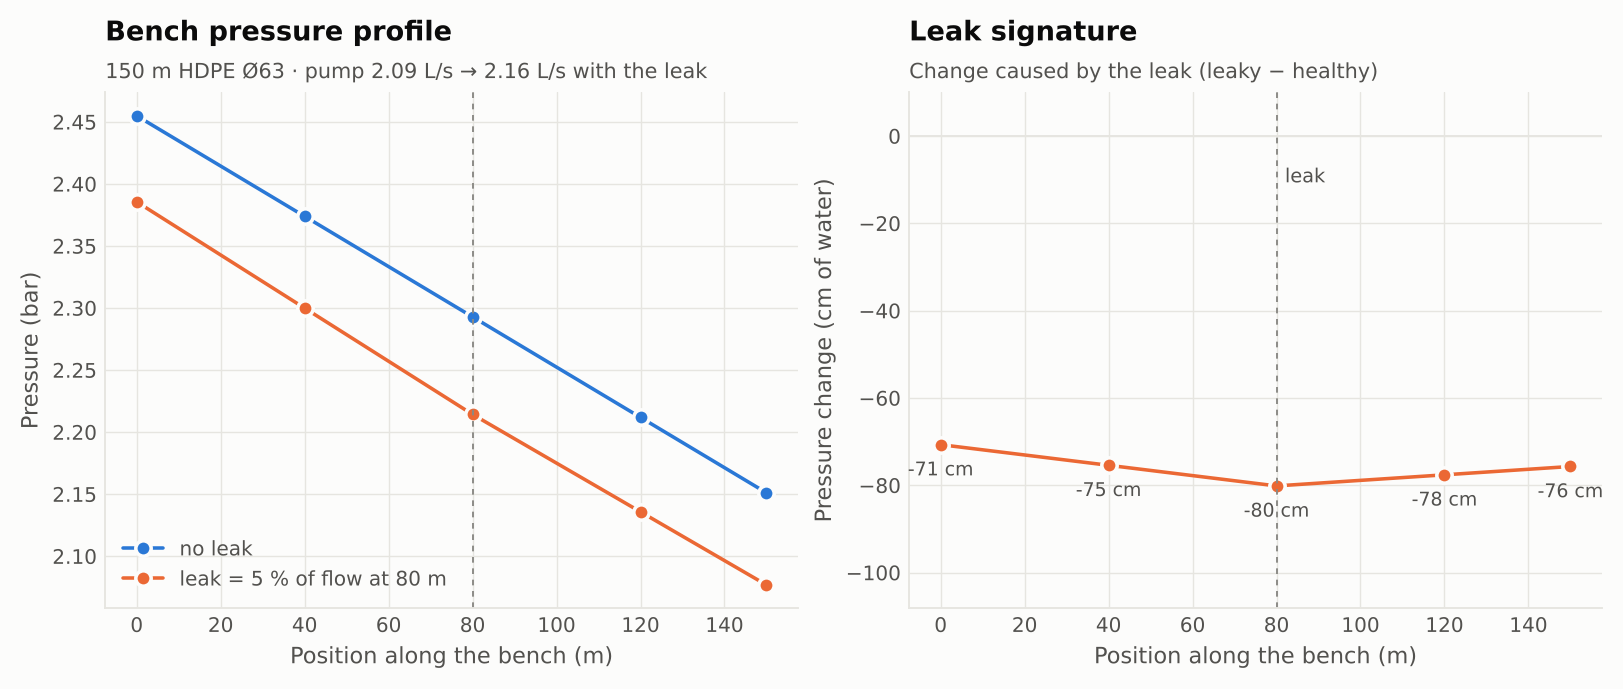 Bench pressure profile
150 m HDPE Ø63 · pump 2.09 L/s → 2.16 L/s with the leak
Pressure (bar)
2.45
2.40
2.35
2.30
2.25
2.20
2.15
2.10
no leak
leak = 5 % of flow at 80 m
0 20 40 60 80 100 120 140
Position along the bench (m)
Leak signature
Change caused by the leak (leaky − healthy)
Pressure change (cm of water)
0
−20
−40
−60
−80
−100
leak
-71 cm
-75 cm
-80 cm
-78 cm
-76 cm
0 20 40 60 80 100 120 140
Position along the bench (m)